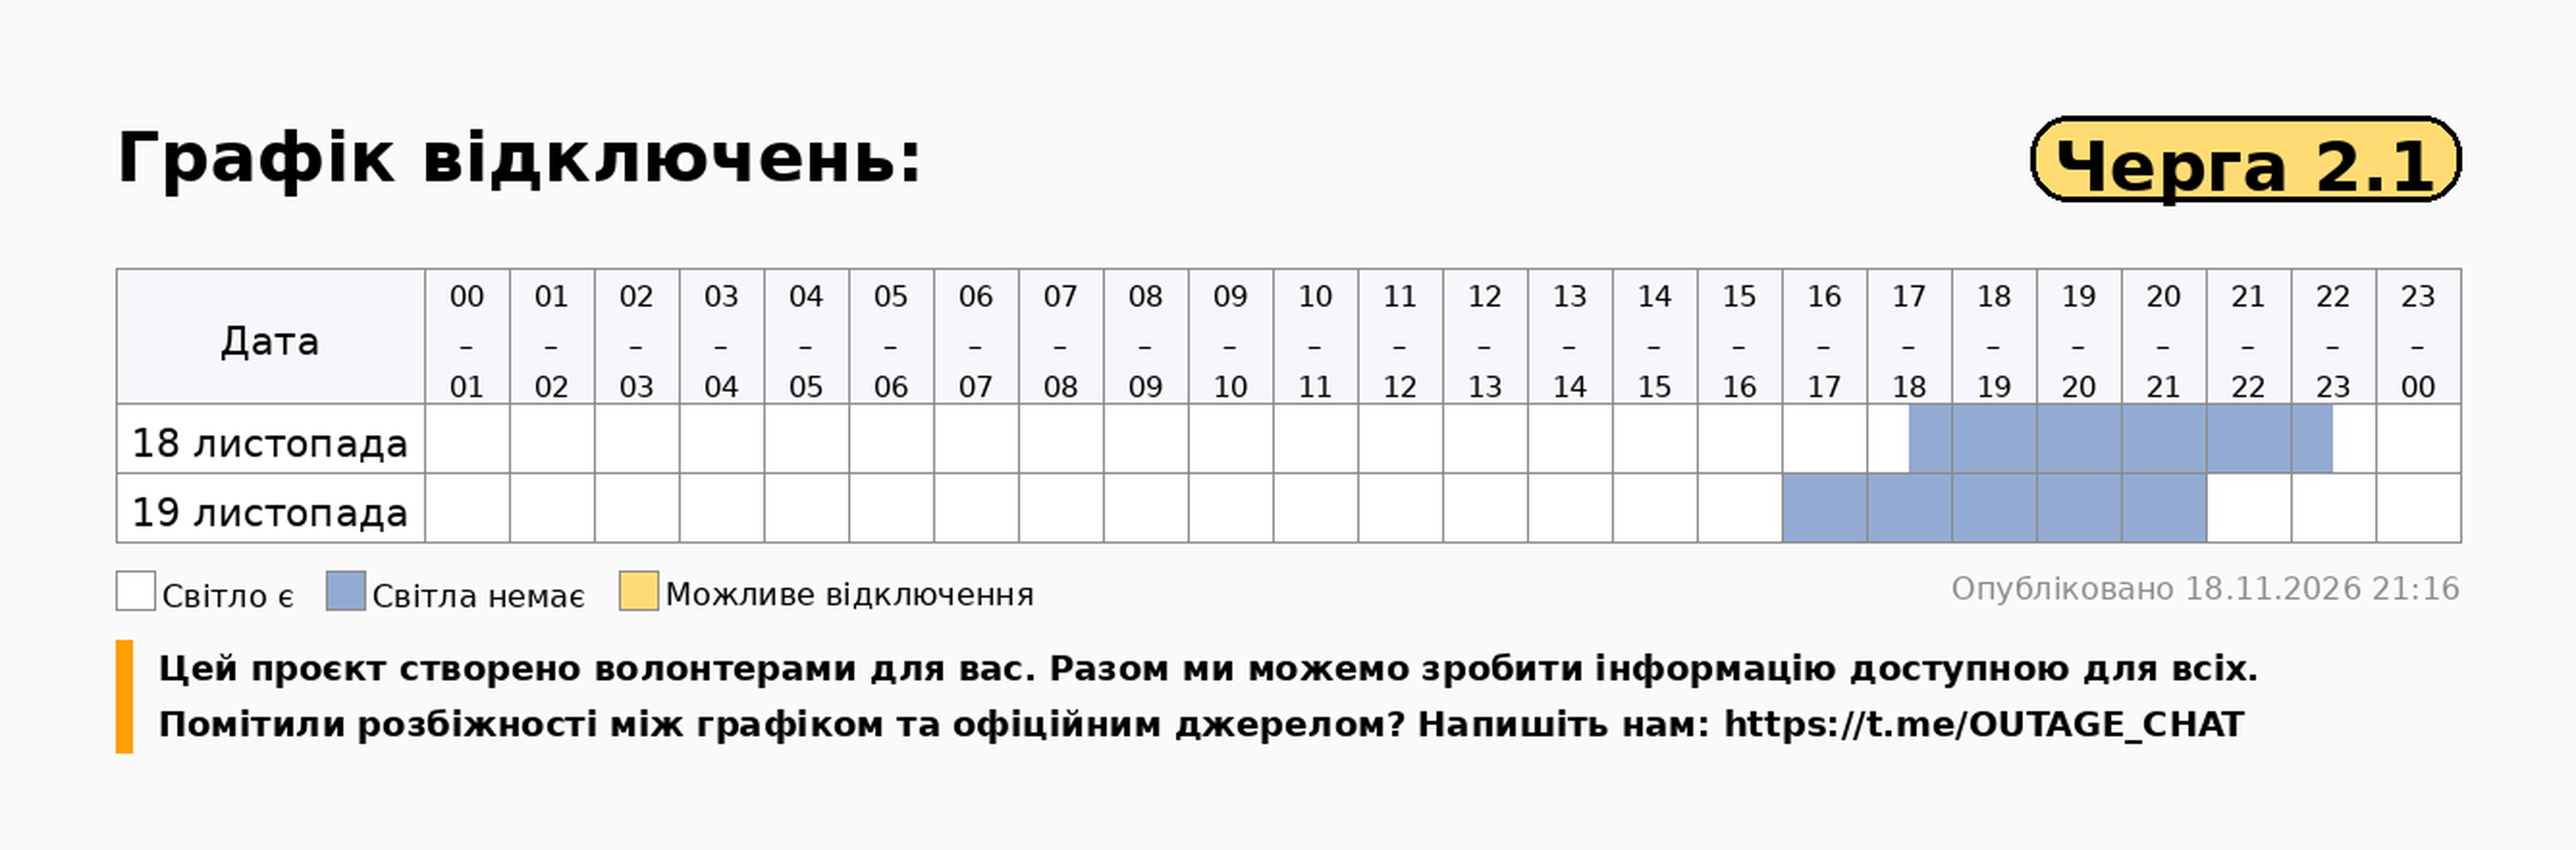 Графік відключень:
Черга 2.1
Дата 00 – 01 01 – 02 02 – 03 03 – 04 04 – 05 05 – 06 06 – 07 07 – 08 08 – 09 09 – 10 10 – 11 11 – 12 12 – 13 13 – 14 14 – 15 15 – 16 16 – 17 17 – 18 18 – 19 19 – 20 20 – 21 21 – 22 22 – 23 23 – 00
18 листопада
19 листопада
Світло є Світла немає Можливе відключення
Опубліковано 18.11.2026 21:16
Цей проєкт створено волонтерами для вас. Разом ми можемо зробити інформацію доступною для всіх.
Помітили розбіжності між графіком та офіційним джерелом? Напишіть нам: https://t.me/OUTAGE_CHAT